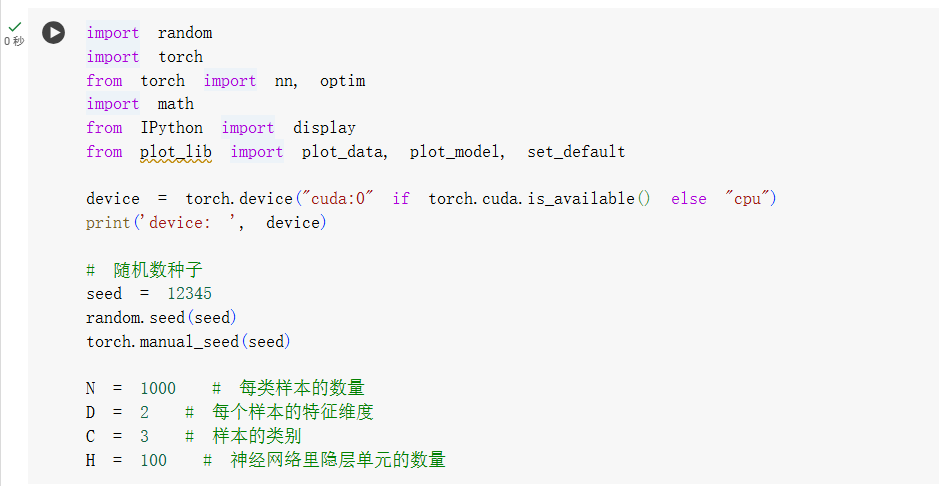 0 秒
import random
import torch
from torch import nn, optim
import math
from IPython import display
from plot_lib import plot_data, plot_model, set_default
device = torch.device("cuda:0" if torch.cuda.is_available() else "cpu")
print('device: ', device)
# 随机数种子
seed = 12345
random.seed(seed)
torch.manual_seed(seed)
N = 1000 # 每类样本的数量
D = 2 # 每个样本的特征维度
C = 3 # 样本的类别
H = 100 # 神经网络里隐层单元的数量